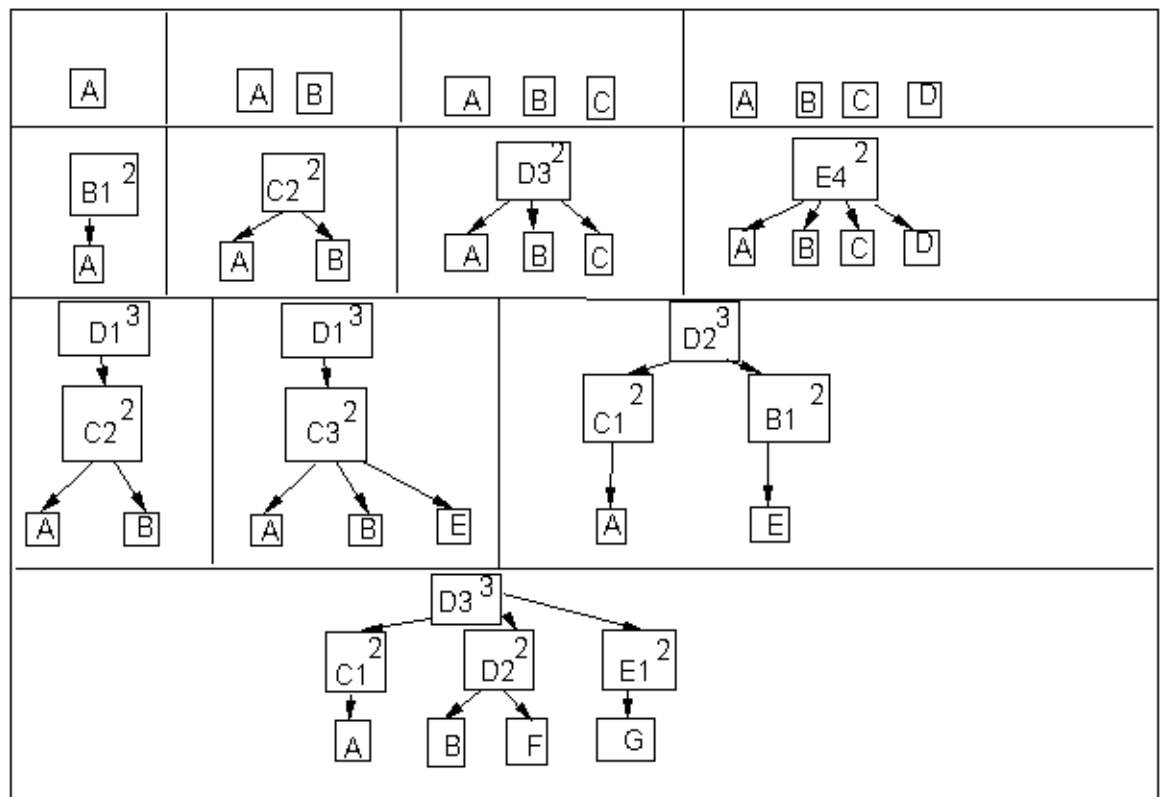 A
A B
A B C
A B C D
B1 2
A
C2 2
A B
D3 2
A B C
E4 2
A B C D
D1 3
C2 2
A B
D1 3
C3 2
A B E
D2 3
C1 2 B1 2
A E
D3 3
C1 2 D2 2 E1 2
A B F G